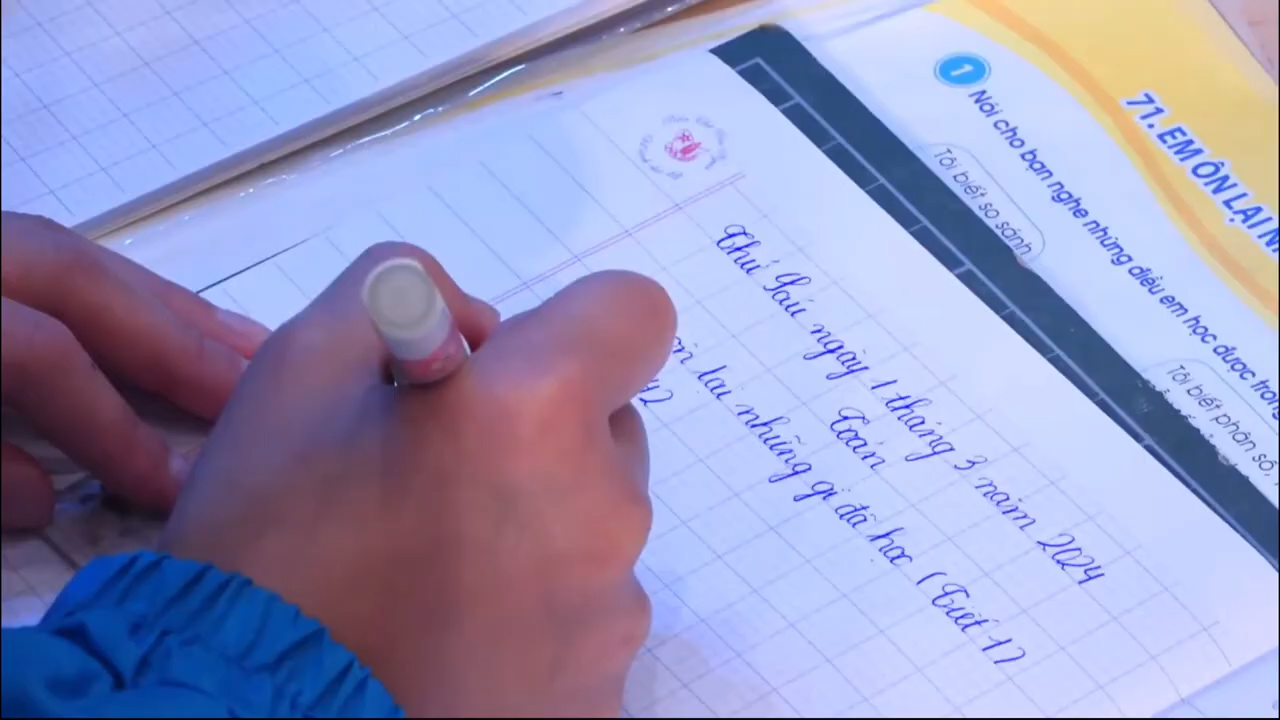 71. EM ÔN LẠI
1 Nói cho bạn nghe những điều em học được trong
Tôi biết so sánh
Tôi biết phân số,
Thứ Sáu ngày 1 tháng 3 năm 2024
Toán
ôn lại những gì đã học (Tiết 1)
42